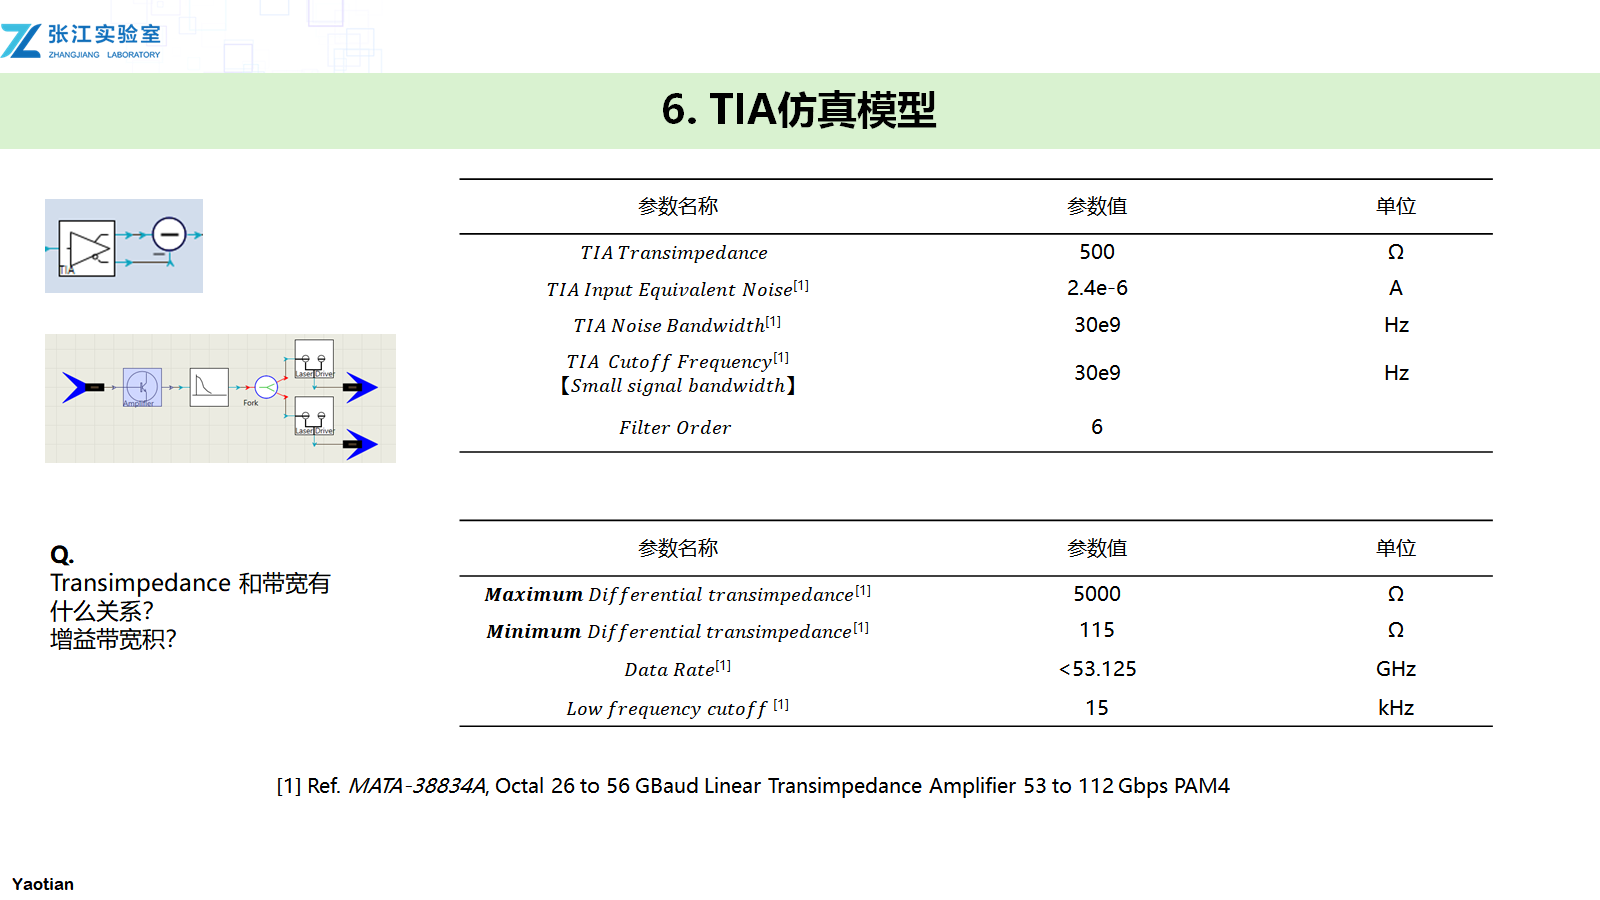 张江实验室
ZHANGJIANG LABORATORY
6. TIA仿真模型
TIA
Amplifier
Fork
Laser Driver
Laser Driver
参数名称 参数值 单位
TIA Transimpedance 500 Ω
TIA Input Equivalent Noise[1] 2.4e-6 A
TIA Noise Bandwidth[1] 30e9 Hz
TIA Cutoff Frequency[1]
【Small signal bandwidth】 30e9 Hz
Filter Order 6
参数名称 参数值 单位
Maximum Differential transimpedance[1] 5000 Ω
Minimum Differential transimpedance[1] 115 Ω
Data Rate[1] <53.125 GHz
Low frequency cutoff [1] 15 kHz
Q.
Transimpedance 和带宽有
什么关系?
增益带宽积?
[1] Ref. MATA-38834A, Octal 26 to 56 GBaud Linear Transimpedance Amplifier 53 to 112 Gbps PAM4
Yaotian